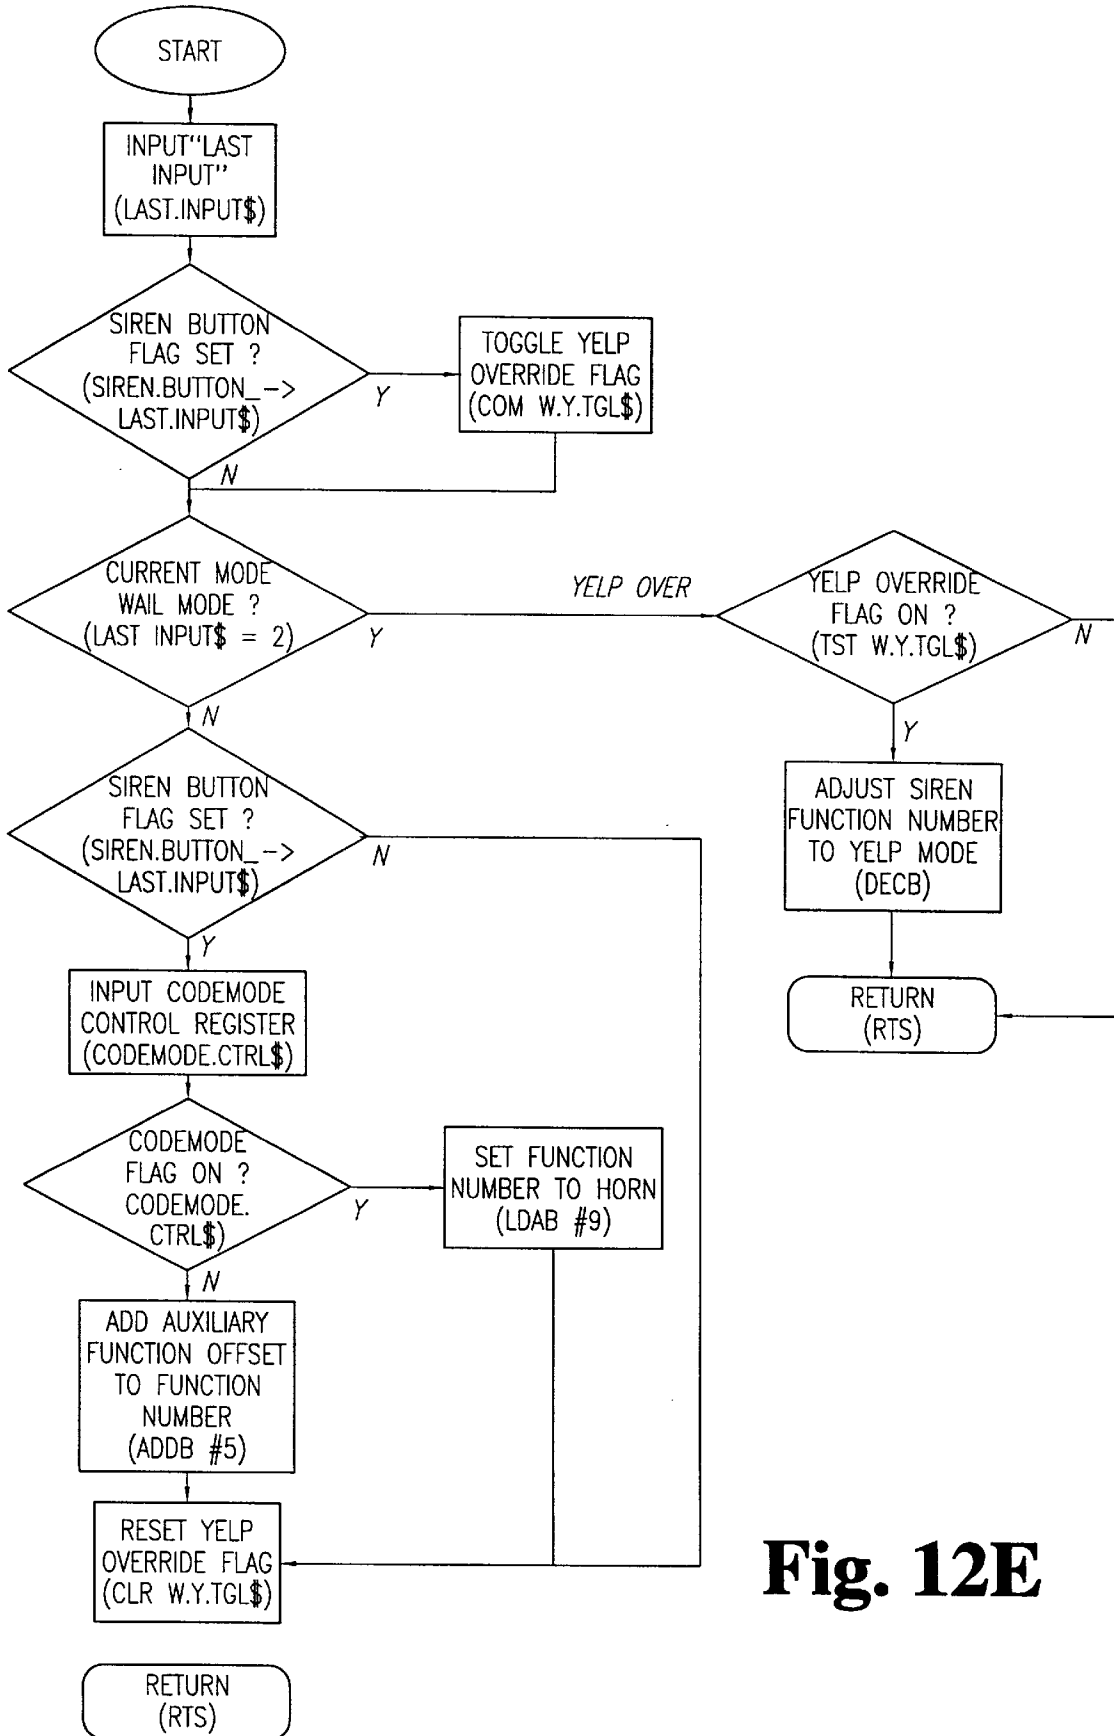 START
INPUT"LAST
INPUT"
(LAST.INPUT$)
SIREN BUTTON
FLAG SET ?
(SIREN.BUTTON_->
LAST.INPUT$)
Y
N
TOGGLE YELP
OVERRIDE FLAG
(COM W.Y.TGL$)
CURRENT MODE
WAIL MODE ?
(LAST INPUT$ = 2)
Y
N
YELP OVER
YELP OVERRIDE
FLAG ON ?
(TST W.Y.TGL$)
N
Y
ADJUST SIREN
FUNCTION NUMBER
TO YELP MODE
(DECB)
RETURN
(RTS)
SIREN BUTTON
FLAG SET ?
(SIREN.BUTTON_->
LAST.INPUT$)
N
Y
INPUT CODEMODE
CONTROL REGISTER
(CODEMODE.CTRL$)
CODEMODE
FLAG ON ?
CODEMODE.
CTRL$)
Y
N
SET FUNCTION
NUMBER TO HORN
(LDAB #9)
ADD AUXILIARY
FUNCTION OFFSET
TO FUNCTION
NUMBER
(ADDB #5)
RESET YELP
OVERRIDE FLAG
(CLR W.Y.TGL$)
RETURN
(RTS)
Fig. 12E